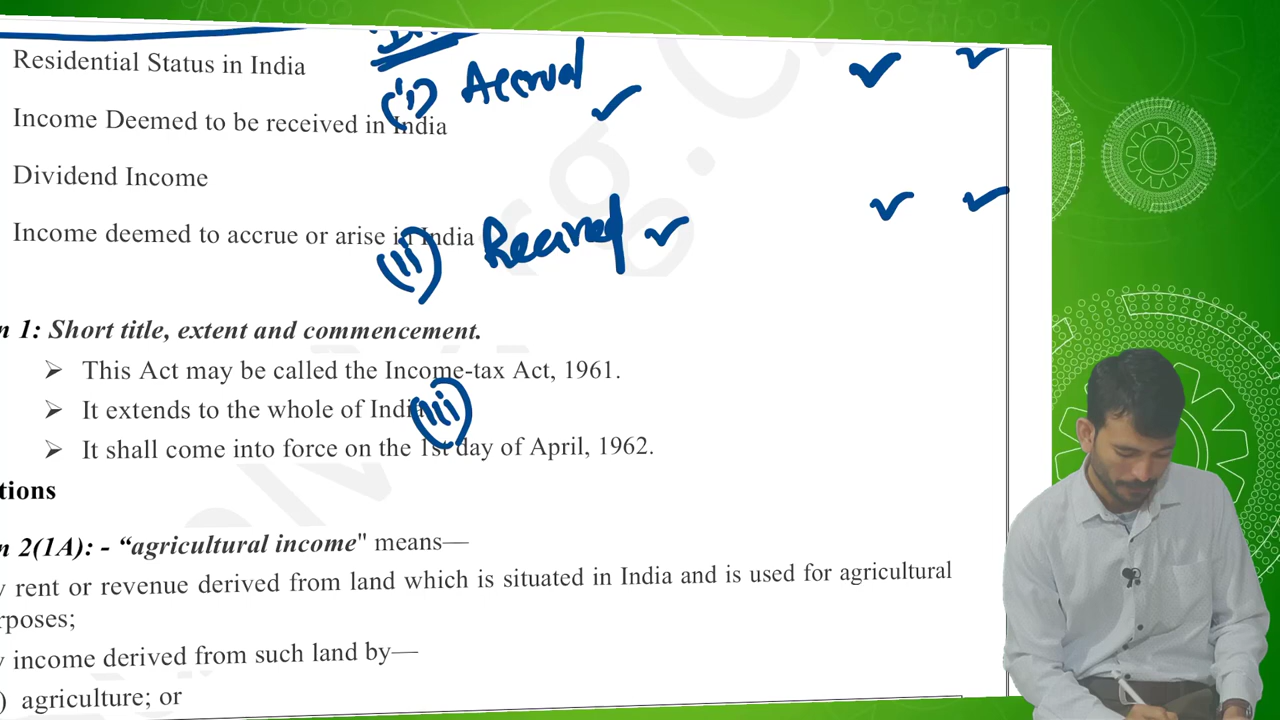 Residential Status in India
(i) Accrual
Income Deemed to be received in India
Dividend Income
Income deemed to accrue or arise in India
(ii) Received
n 1: Short title, extent and commencement.
➢ This Act may be called the Income-tax Act, 1961.
➢ It extends to the whole of India
(iii)
➢ It shall come into force on the 1st day of April, 1962.
tions
n 2(1A): - “agricultural income" means—
y rent or revenue derived from land which is situated in India and is used for agricultural
rposes;
y income derived from such land by—
) agriculture; or